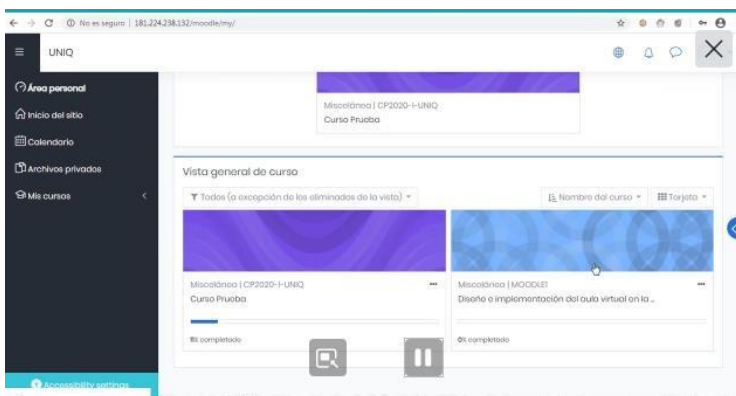 No es seguro | 181.224.238.132/moodle/my/
UNIQ
Área personal
Inicio del sitio
Calendario
Archivos privados
Mis cursos
Miscelánea | CP2020-I-UNIQ
Curso Prueba
Vista general de curso
Todos (a excepción de los eliminados de la vista)
Nombre del curso
Tarjeta
Miscelánea | CP2020-I-UNIQ
Curso Prueba
completado
Miscelánea | MOODLE1
Diseño e implementación del aula virtual en la ...
0% completado
Accessibility settings